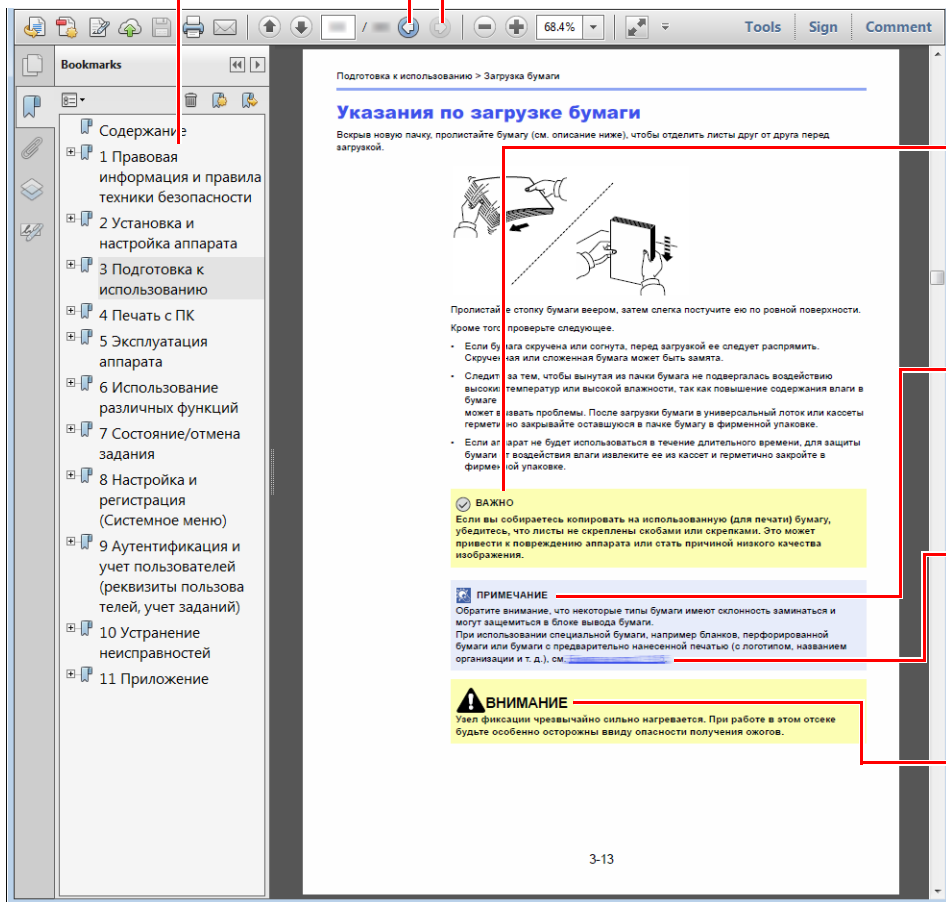 /
68.4%
Tools
Sign
Comment
Bookmarks
Содержание
1 Правовая
информация и правила
техники безопасности
2 Установка и
настройка аппарата
3 Подготовка к
использованию
4 Печать с ПК
5 Эксплуатация
аппарата
6 Использование
различных функций
7 Состояние/отмена
задания
8 Настройка и
регистрация
(Системное меню)
9 Аутентификация и
учет пользователей
(реквизиты пользова
телей, учет заданий)
10 Устранение
неисправностей
11 Приложение
Подготовка к использованию > Загрузка бумаги
Указания по загрузке бумаги
Вскрыв новую пачку, пролистайте бумагу (см. описание ниже), чтобы отделить листы друг от друга перед
загрузкой.
Пролистайте стопку бумаги веером, затем слегка постучите ею по ровной поверхности.
Кроме того проверьте следующее.
• Если бумага скручена или согнута, перед загрузкой ее следует распрямить.
Скрученная или сложенная бумага может быть замята.
• Следите за тем, чтобы вынутая из пачки бумага не подвергалась воздействию
высоких температур или высокой влажности, так как повышение содержания влаги в
бумаге
может вызвать проблемы. После загрузки бумаги в универсальный лоток или кассеты
герметично закрывайте оставшуюся в пачке бумагу в фирменной упаковке.
• Если аппарат не будет использоваться в течение длительного времени, для защиты
бумаги от воздействия влаги извлеките ее из кассет и герметично закройте в
фирменной упаковке.
ВАЖНО
Если вы собираетесь копировать на использованную (для печати) бумагу,
убедитесь, что листы не скреплены скобами или скрепками. Это может
привести к повреждению аппарата или стать причиной низкого качества
изображения.
ПРИМЕЧАНИЕ
Обратите внимание, что некоторые типы бумаги имеют склонность заминаться и
могут защемиться в блоке вывода бумаги.
При использовании специальной бумаги, например бланков, перфорированной
бумаги или бумаги с предварительно нанесенной печатью (с логотипом, названием
организации и т. д.), см.
ВНИМАНИЕ
Узел фиксации чрезвычайно сильно нагревается. При работе в этом отсеке
будьте особенно осторожны ввиду опасности получения ожогов.
3-13